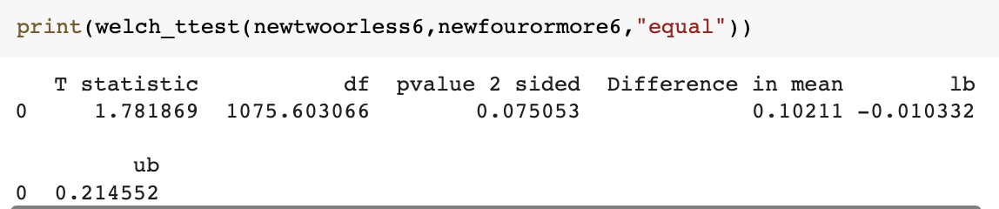 print(welch_ttest(newtwoorless6,newfourormore6,"equal"))
T statistic df pvalue 2 sided Difference in mean lb
0 1.781869 1075.603066 0.075053 0.10211 -0.010332
ub
0 0.214552